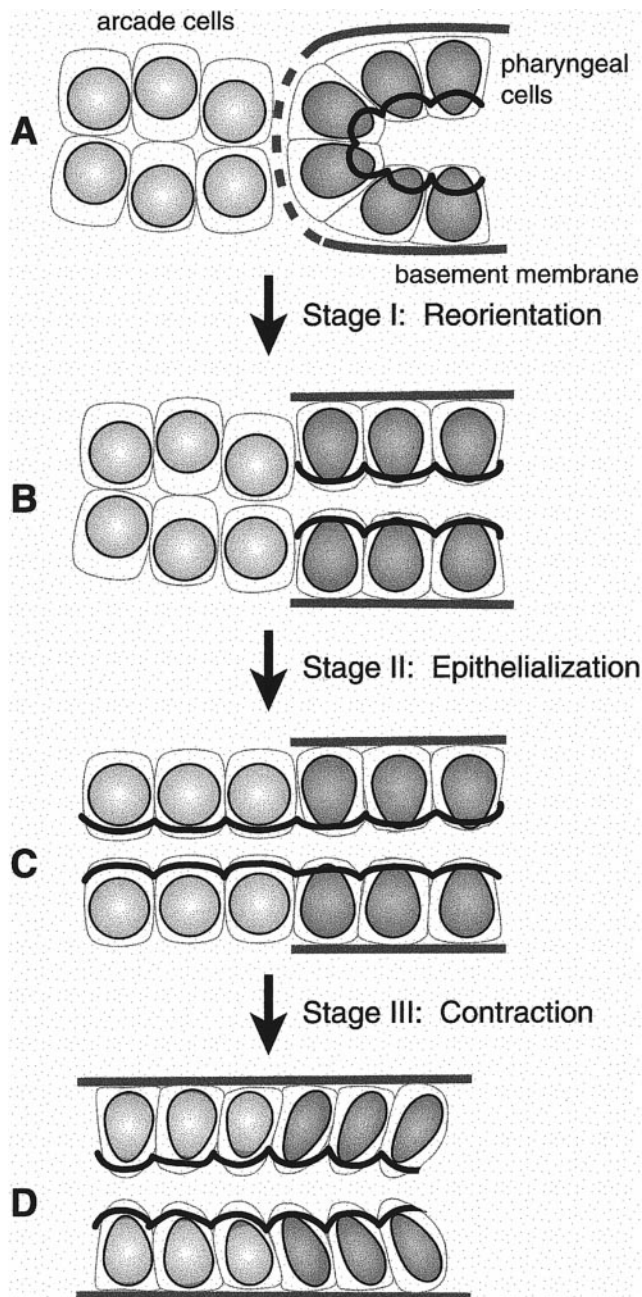 arcade cells
pharyngeal
cells
A
basement membrane
Stage I: Reorientation
B
Stage II: Epithelialization
C
Stage III: Contraction
D